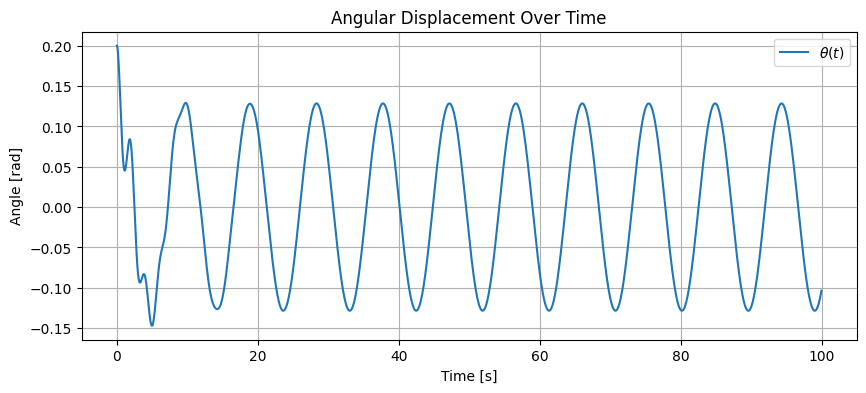 Angular Displacement Over Time
θ(t)
Angle [rad]
0.20
0.15
0.10
0.05
0.00
−0.05
−0.10
−0.15
0 20 40 60 80 100
Time [s]